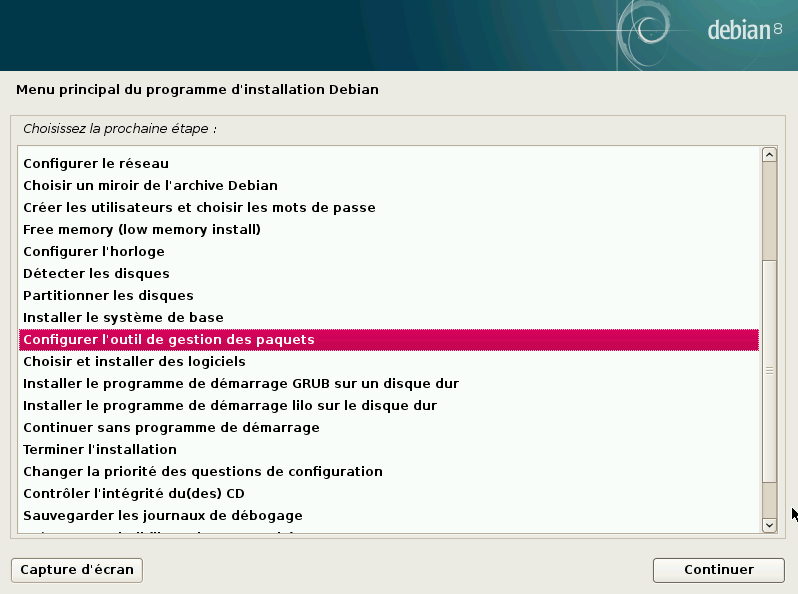 debian 8
Menu principal du programme d'installation Debian
Choisissez la prochaine étape :
Configurer le réseau
Choisir un miroir de l'archive Debian
Créer les utilisateurs et choisir les mots de passe
Free memory (low memory install)
Configurer l'horloge
Détecter les disques
Partitionner les disques
Installer le système de base
Configurer l'outil de gestion des paquets
Choisir et installer des logiciels
Installer le programme de démarrage GRUB sur un disque dur
Installer le programme de démarrage lilo sur le disque dur
Continuer sans programme de démarrage
Terminer l'installation
Changer la priorité des questions de configuration
Contrôler l'intégrité du(des) CD
Sauvegarder les journaux de débogage
Capture d'écran
Continuer